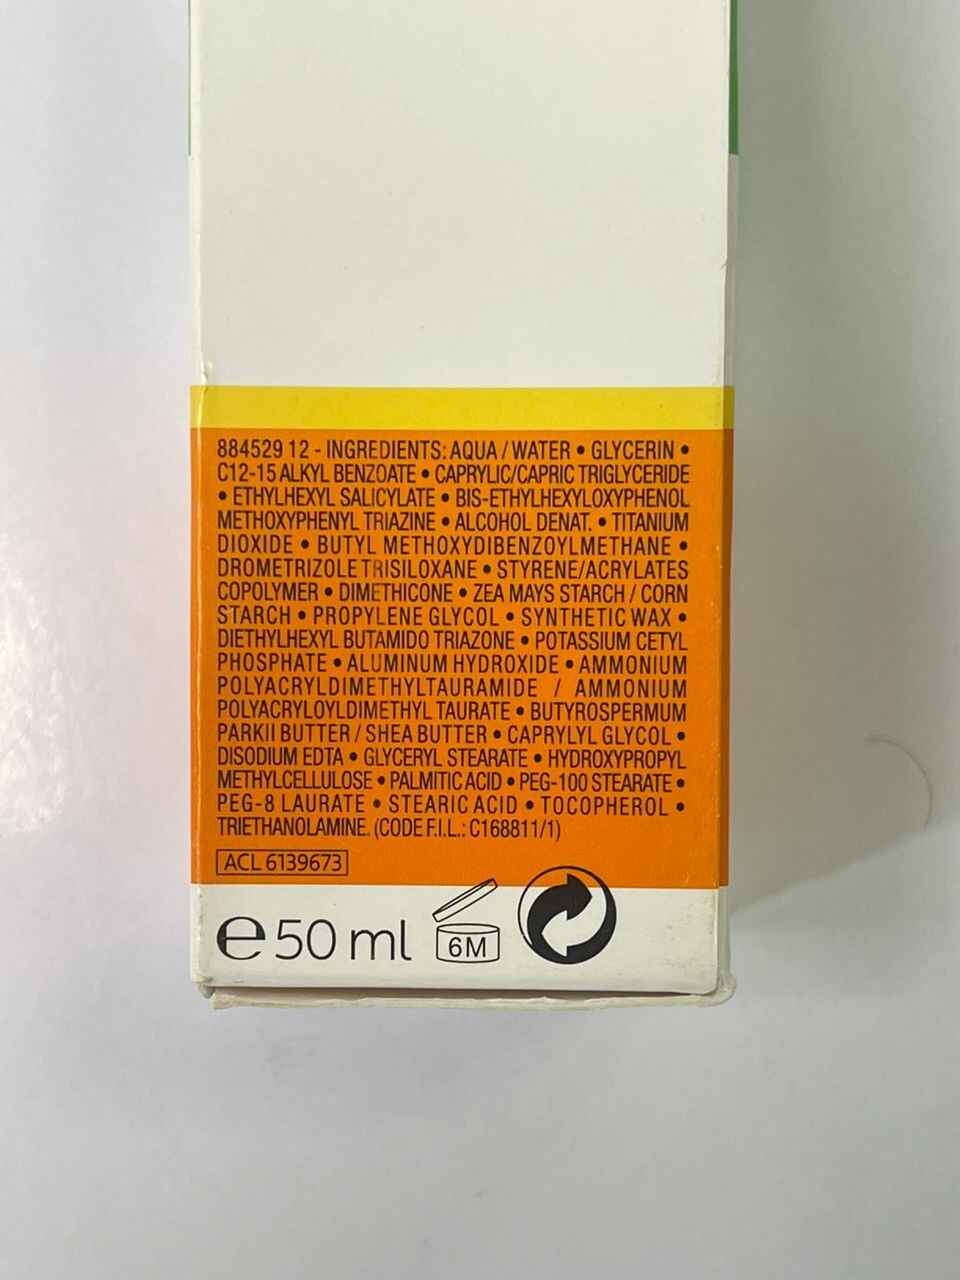 884529 12 - INGREDIENTS: AQUA / WATER • GLYCERIN •
C12-15 ALKYL BENZOATE • CAPRYLIC/CAPRIC TRIGLYCERIDE
• ETHYLHEXYL SALICYLATE • BIS-ETHYLHEXYLOXYPHENOL
METHOXYPHENYL TRIAZINE • ALCOHOL DENAT. • TITANIUM
DIOXIDE • BUTYL METHOXYDIBENZOYLMETHANE •
DROMETRIZOLE TRISILOXANE • STYRENE/ACRYLATES
COPOLYMER • DIMETHICONE • ZEA MAYS STARCH / CORN
STARCH • PROPYLENE GLYCOL • SYNTHETIC WAX •
DIETHYLHEXYL BUTAMIDO TRIAZONE • POTASSIUM CETYL
PHOSPHATE • ALUMINUM HYDROXIDE • AMMONIUM
POLYACRYLDIMETHYLTAURAMIDE / AMMONIUM
POLYACRYLOYLDIMETHYL TAURATE • BUTYROSPERMUM
PARKII BUTTER / SHEA BUTTER • CAPRYLYL GLYCOL •
DISODIUM EDTA • GLYCERYL STEARATE • HYDROXYPROPYL
METHYLCELLULOSE • PALMITIC ACID • PEG-100 STEARATE •
PEG-8 LAURATE • STEARIC ACID • TOCOPHEROL •
TRIETHANOLAMINE. (CODE F.I.L.: C168811/1)
ACL 6139673
℮ 50 ml 6M